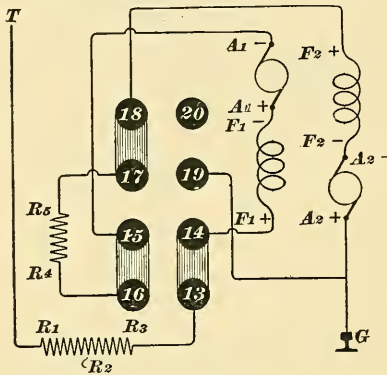 T
A1 -
F2 +
18
20
A1 +
F1 -
17
19
F2 -
A2 -
R5
15
14
F1 +
A2 +
R4
16
13
R1
R3
R2
G